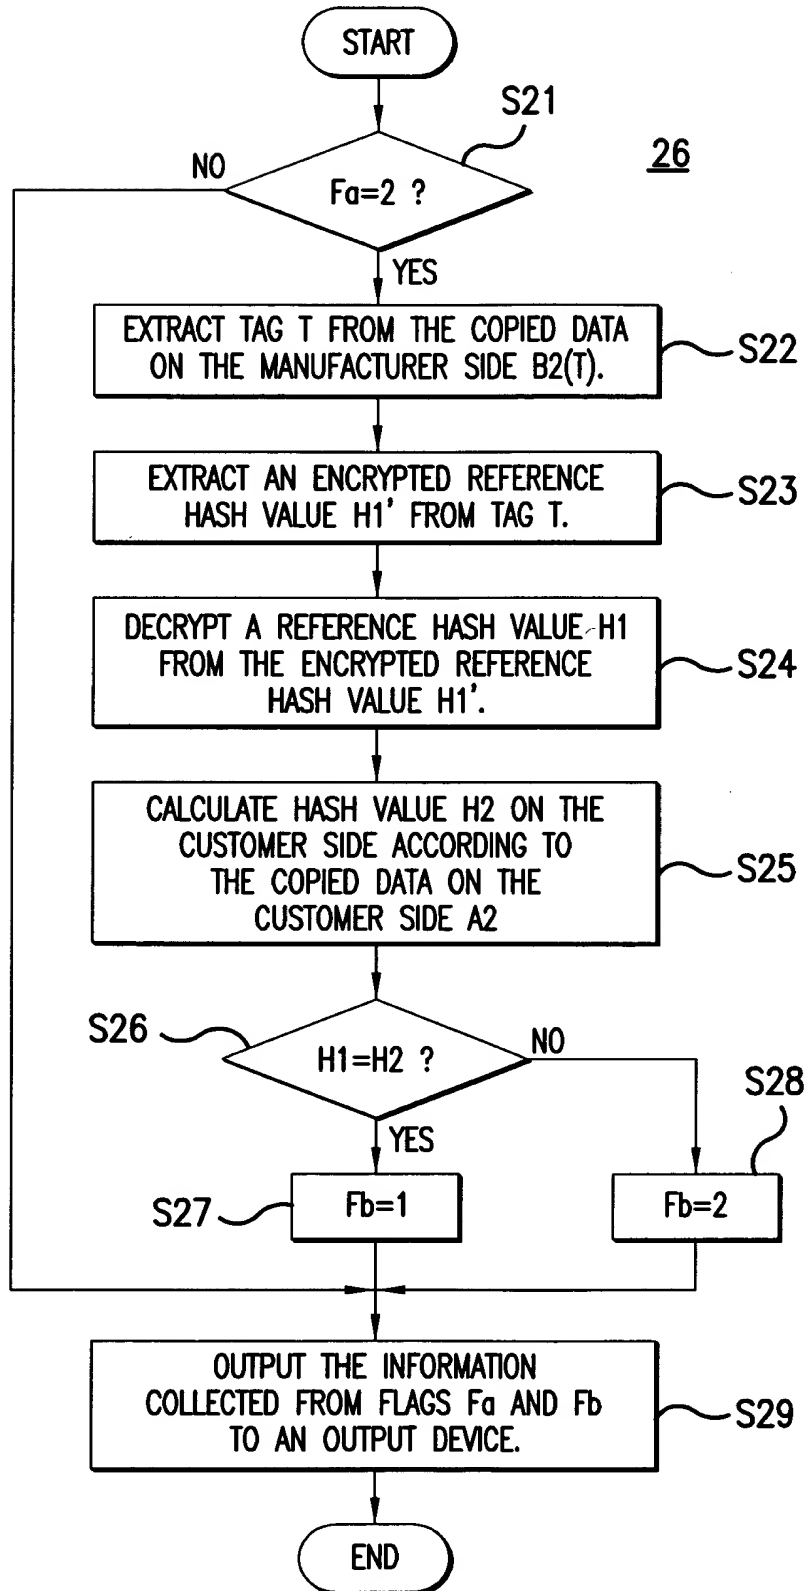 START
S21
26
NO
Fa=2 ?
YES
EXTRACT TAG T FROM THE COPIED DATA
ON THE MANUFACTURER SIDE B2(T).
S22
EXTRACT AN ENCRYPTED REFERENCE
HASH VALUE H1' FROM TAG T.
S23
DECRYPT A REFERENCE HASH VALUE H1
FROM THE ENCRYPTED REFERENCE
HASH VALUE H1'.
S24
CALCULATE HASH VALUE H2 ON THE
CUSTOMER SIDE ACCORDING TO
THE COPIED DATA ON THE
CUSTOMER SIDE A2
S25
S26
H1=H2 ?
NO
YES
S28
S27
Fb=1
Fb=2
OUTPUT THE INFORMATION
COLLECTED FROM FLAGS Fa AND Fb
TO AN OUTPUT DEVICE.
S29
END